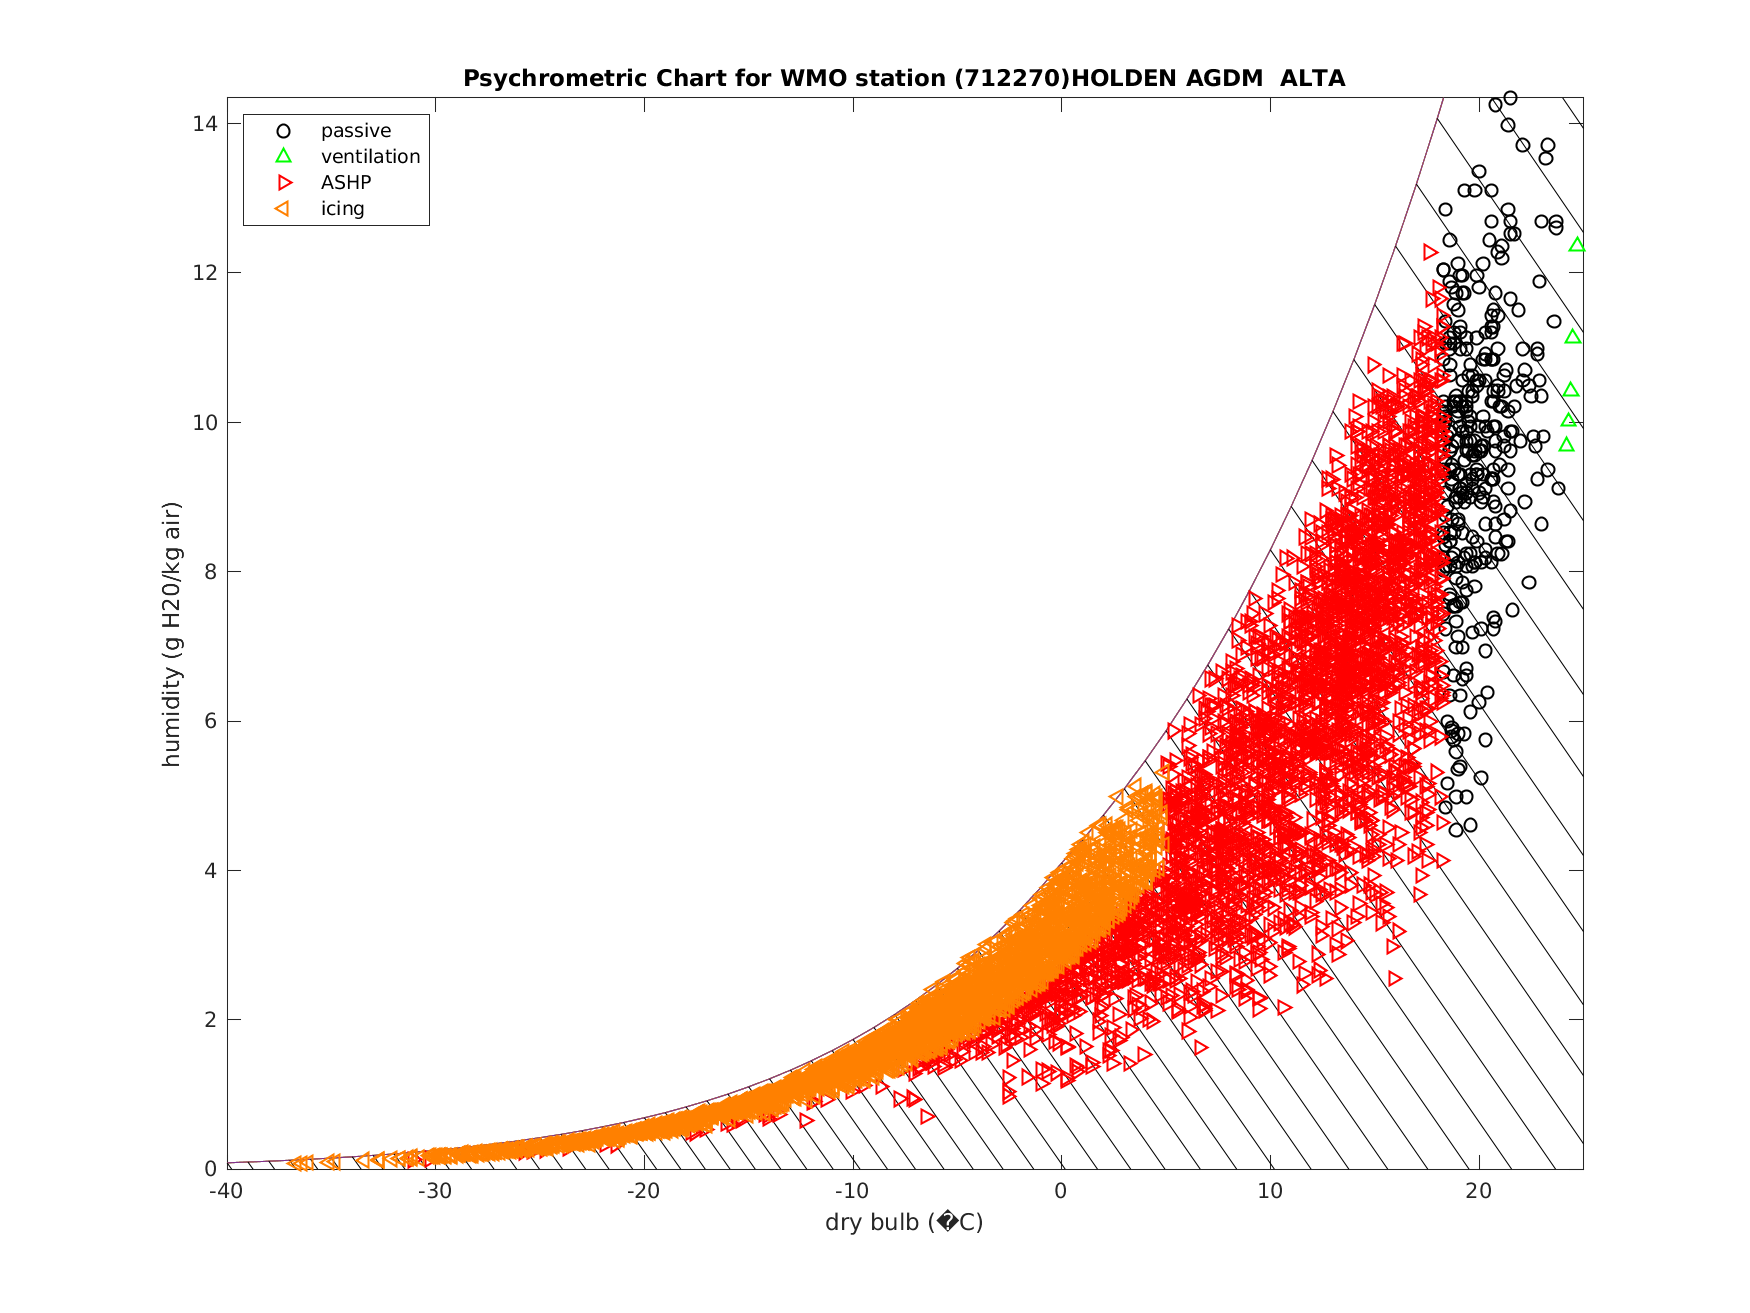 Psychrometric Chart for WMO station (712270)HOLDEN AGDM  ALTA
passive
ventilation
ASHP
icing
14
12
10
8
6
4
2
0
humidity (g H20/kg air)
-40
-30
-20
-10
0
10
20
dry bulb (�C)